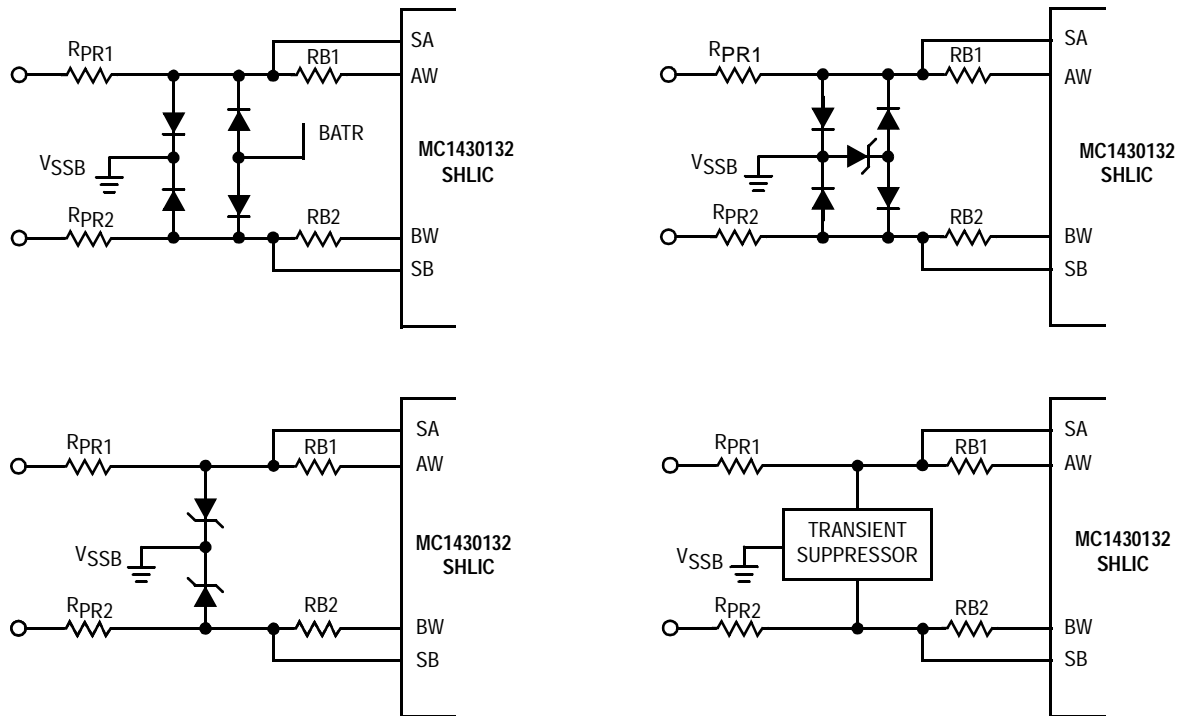 RPR1
RB1
SA
AW
BATR
VSSB
MC1430132
SHLIC
RPR2
RB2
BW
SB
RPR1
RB1
SA
AW
VSSB
MC1430132
SHLIC
RPR2
RB2
BW
SB
RPR1
RB1
SA
AW
VSSB
MC1430132
SHLIC
RPR2
RB2
BW
SB
RPR1
RB1
SA
AW
TRANSIENT
SUPPRESSOR
VSSB
MC1430132
SHLIC
RPR2
RB2
BW
SB